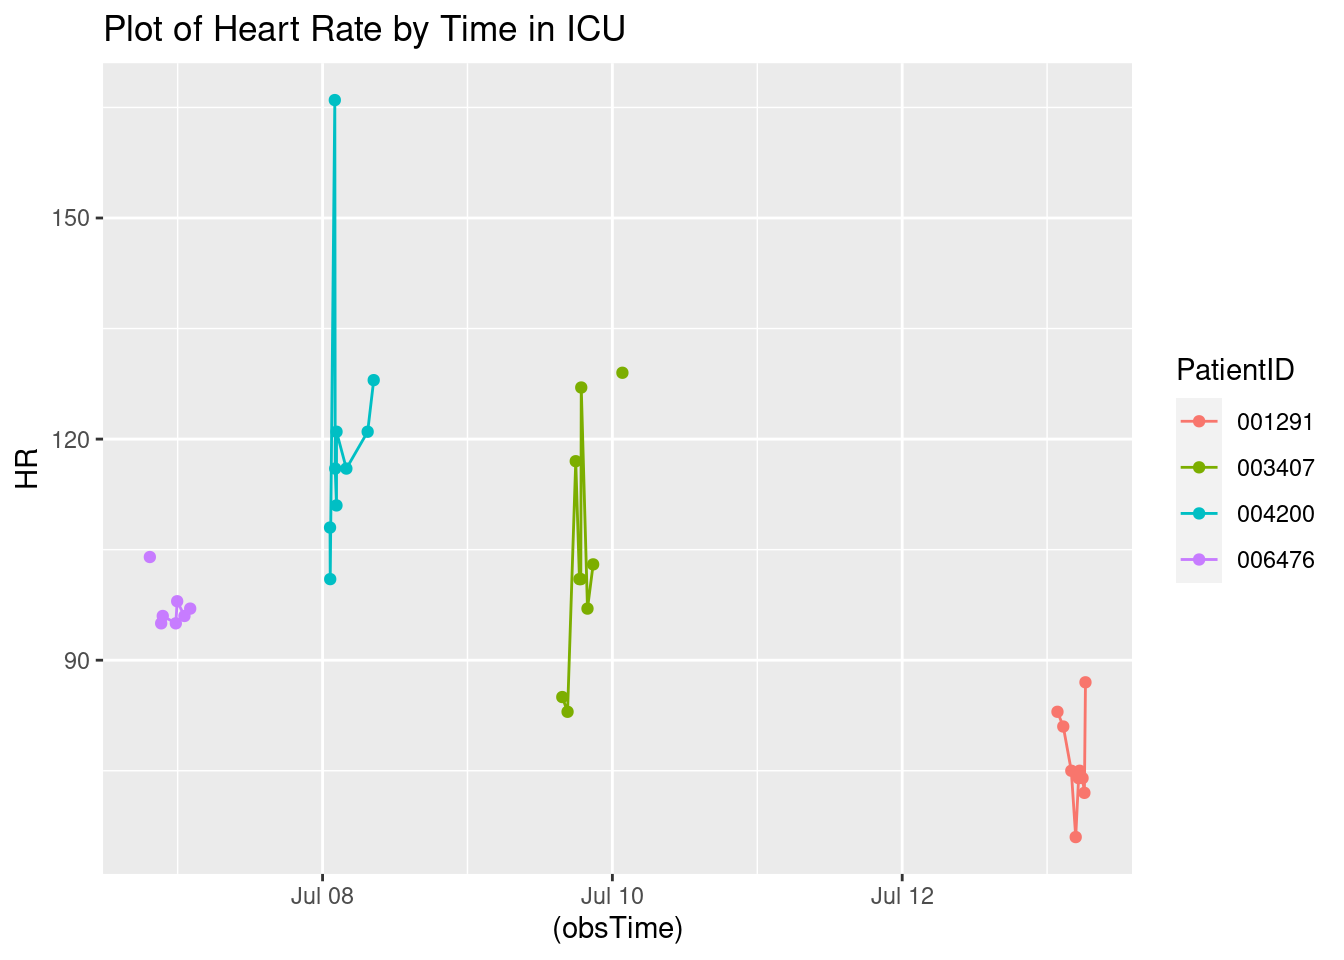 Plot of Heart Rate by Time in ICU
HR
150
120
90
Jul 08
Jul 10
Jul 12
(obsTime)
PatientID
001291
003407
004200
006476